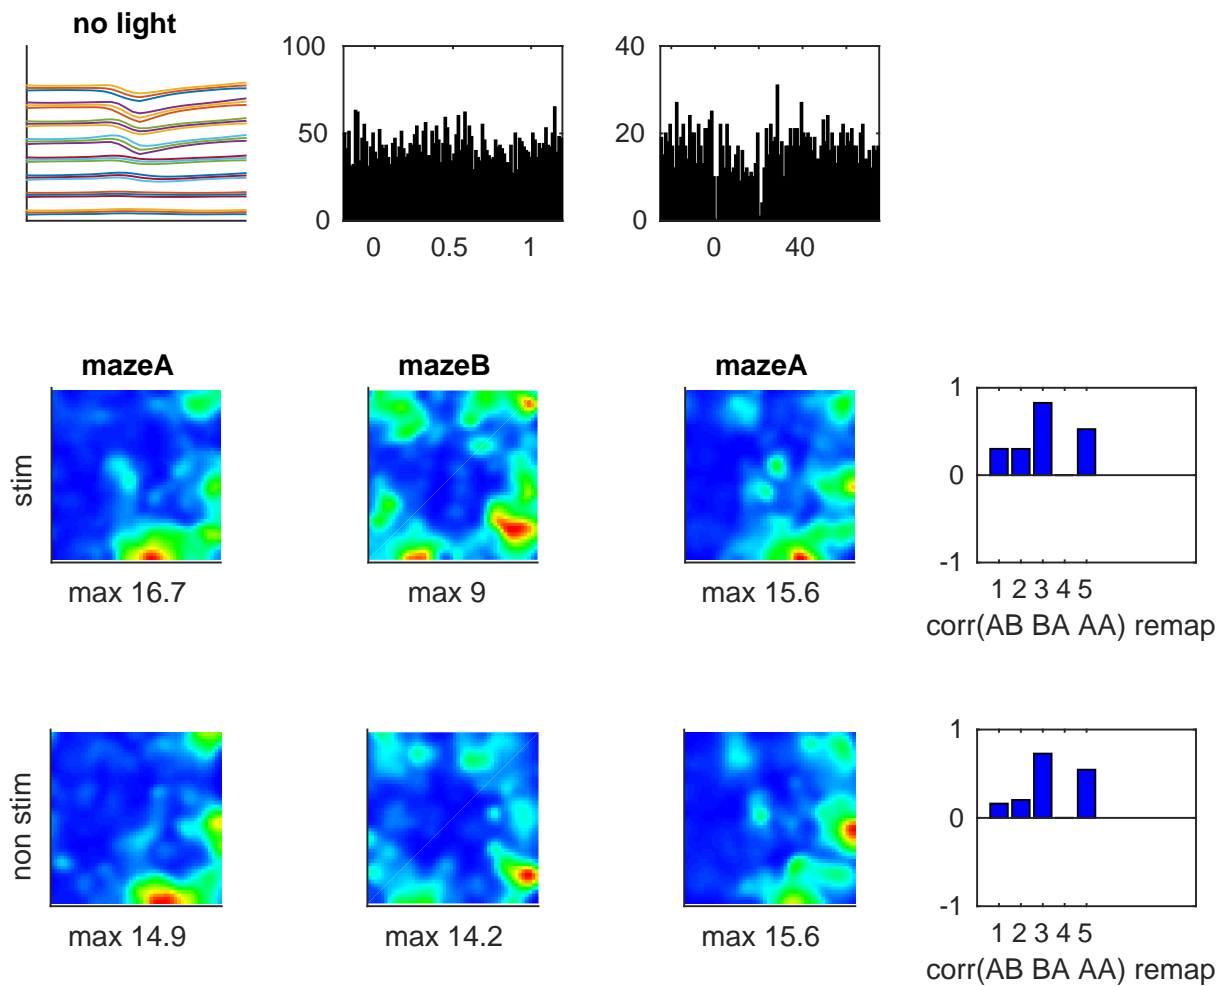 no light
100
50
0
0 0.5 1
40
20
0
0 40
mazeA mazeB mazeA
stim
max 16.7 max 9 max 15.6
1
0
-1
1 2 3 4 5
corr(AB BA AA) remap
non stim
max 14.9 max 14.2 max 15.6
1
0
-1
1 2 3 4 5
corr(AB BA AA) remap